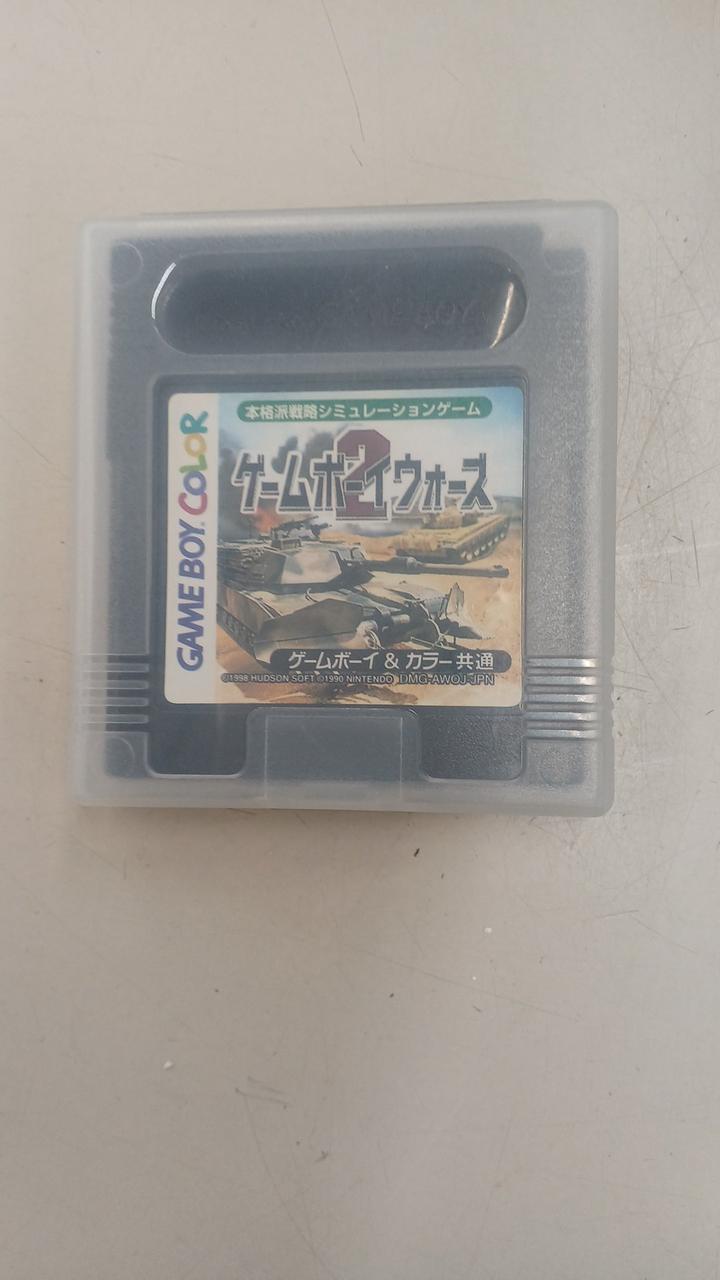 本格派戦略シミュレーションゲーム
ゲームボーイウォーズ
2
GAME BOY COLOR
ゲームボーイ & カラー共通
©1998 HUDSON SOFT ©1990 NINTENDO DMG-AWOJ-JPN